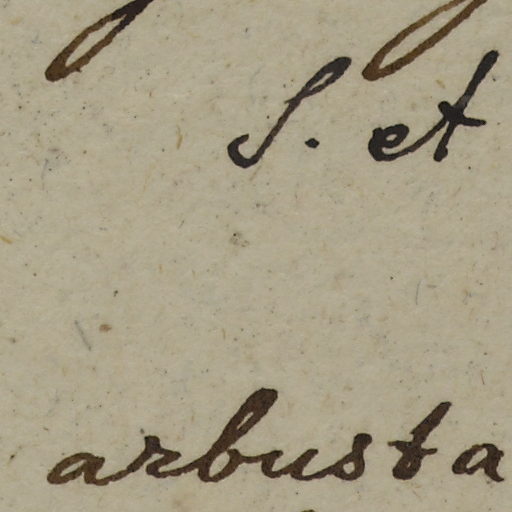 S. et
arbusta